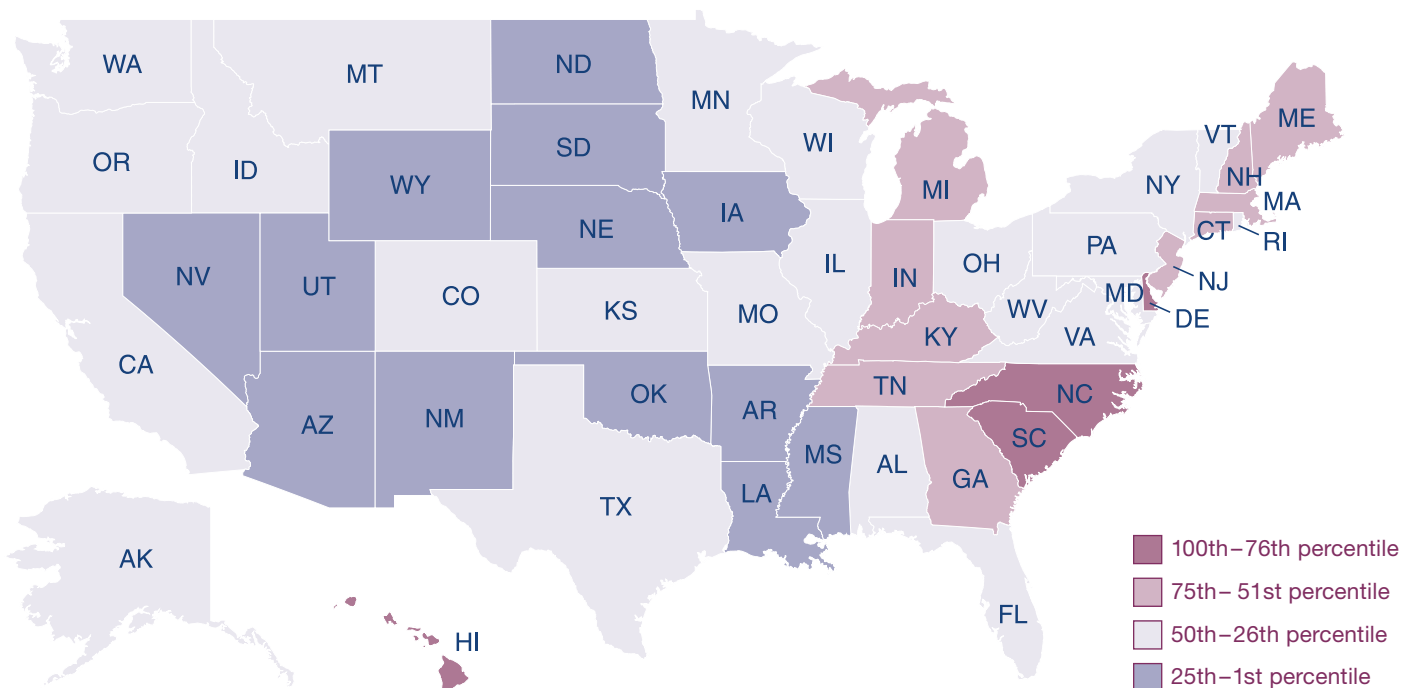 WA
MT
ND
MN
OR
ID
SD
WI
WY
MI
NY
VT
NH
ME
MA
CT
RI
IA
NE
NV
UT
CO
IL
IN
OH
PA
NJ
MD
DE
WV
VA
KS
MO
KY
CA
AZ
NM
OK
AR
TN
NC
SC
MS
AL
GA
LA
TX
AK
FL
HI
100th–76th percentile
75th–51st percentile
50th–26th percentile
25th–1st percentile